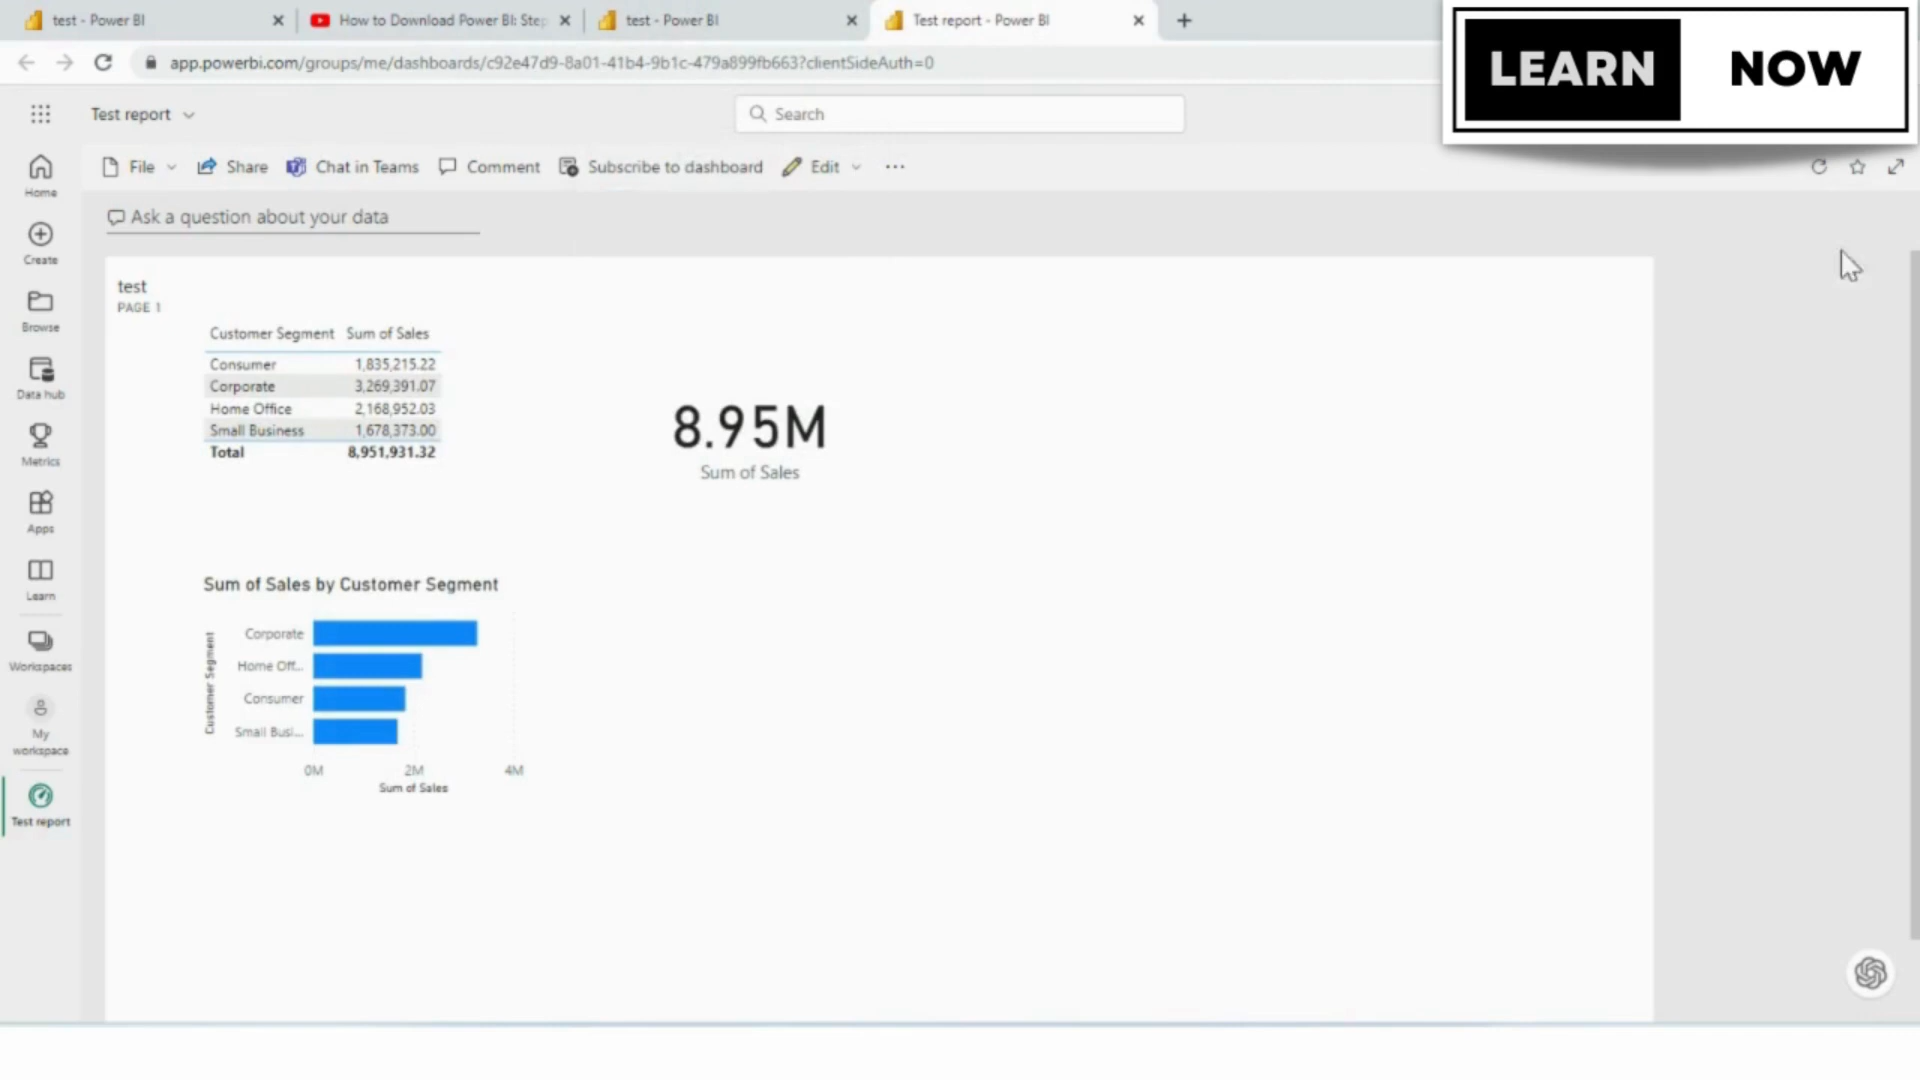 test - Power BI
How to Download Power BI: Step
test - Power BI
Test report - Power BI
LEARN NOW
app.powerbi.com/groups/me/dashboards/c92e47d9-8a01-41b4-9b1c-479a899fb663?clientSideAuth=0
Test report
Search
File
Share
Chat in Teams
Comment
Subscribe to dashboard
Edit
Home
Create
Browse
Data hub
Metrics
Apps
Learn
Workspaces
My
workspace
Test report
Ask a question about your data
test
PAGE 1
Customer Segment Sum of Sales
Consumer 1,835,215.22
Corporate 3,269,391.07
Home Office 2,168,952.03
Small Business 1,678,373.00
Total 8,951,931.32
8.95M
Sum of Sales
Sum of Sales by Customer Segment
Customer Segment
Corporate
Home Off...
Consumer
Small Busi...
0M 2M 4M
Sum of Sales